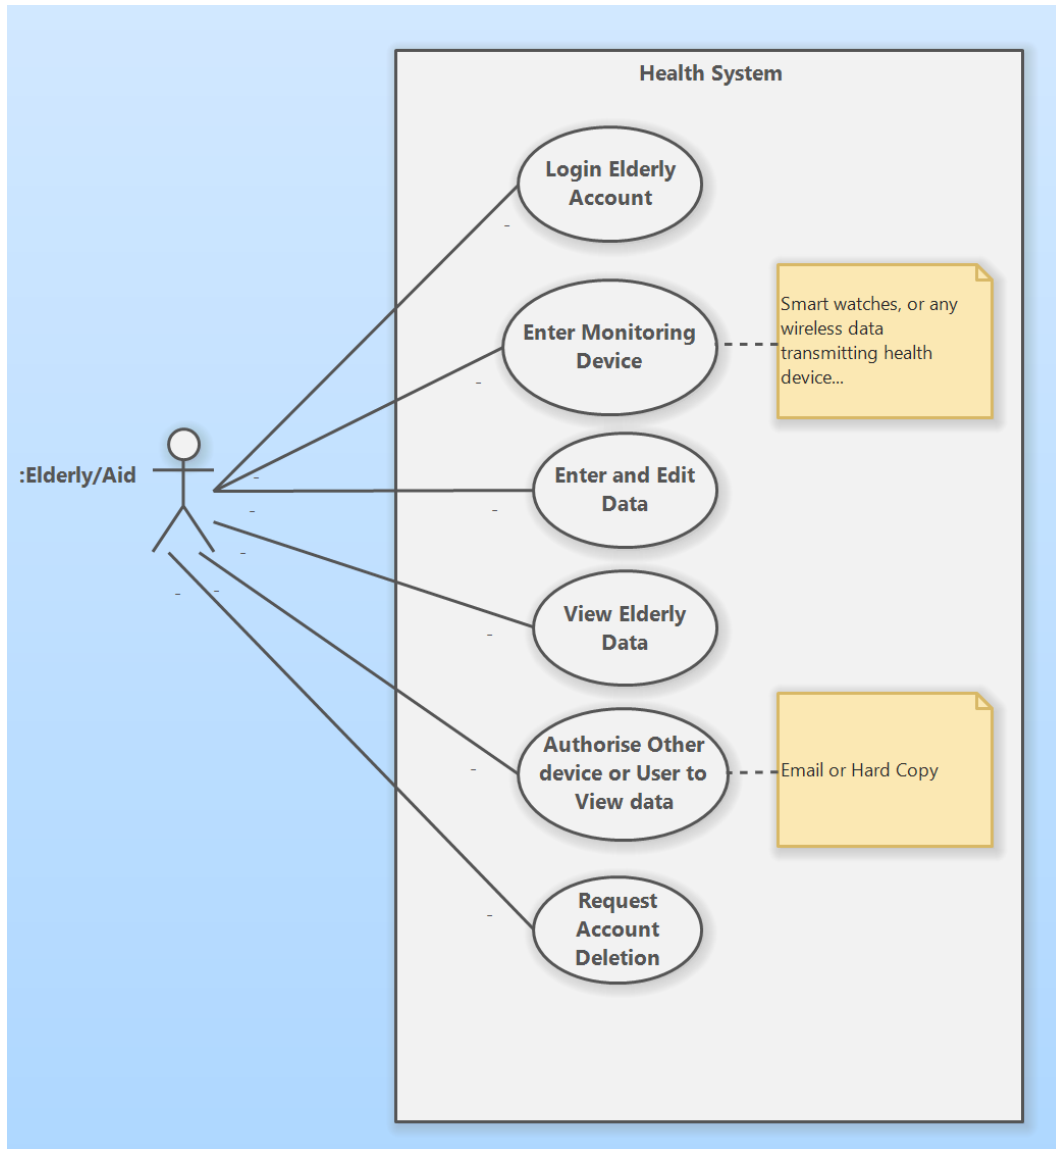 Health System
Login Elderly
Account
Enter Monitoring
Device
Smart watches, or any
wireless data
transmitting health
device...
:Elderly/Aid
Enter and Edit
Data
View Elderly
Data
Authorise Other
device or User to
View data
Email or Hard Copy
Request
Account
Deletion